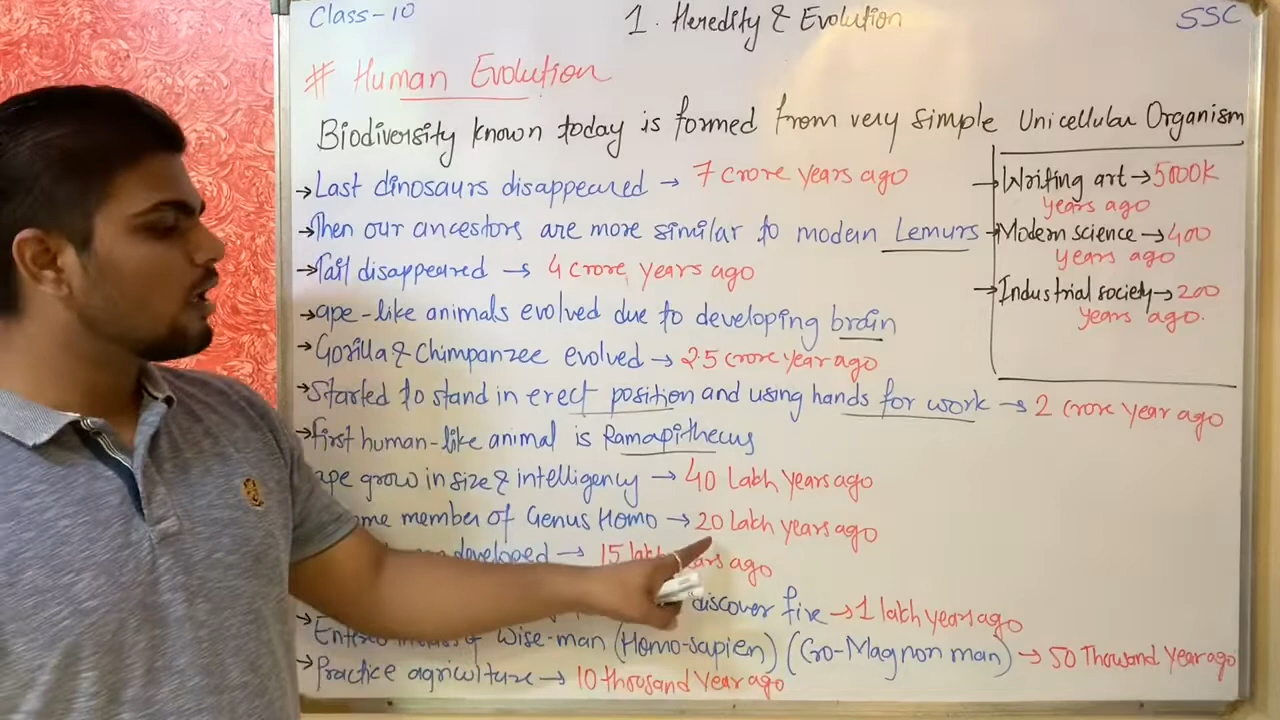 Class-10
1. Heredity & Evolution
SSC
# Human Evolution
Biodiversity known today is formed from very simple Unicellular Organism
→Last dinosaurs disappeared → 7 crore years ago
→Then our ancestors are more similar to modern Lemurs
→Tail disappeared → 4 crore years ago
→ape-like animals evolved due to developing brain
→Gorilla & Chimpanzee evolved → 2.5 crore year ago
→Started to stand in erect position and using hands for work → 2 crore year ago
→first human-like animal is Ramapithecus
ape grow in size & intelligency → 40 Lakh years ago
member of Genus Homo → 20 Lakh years ago
developed → 15 lakh years ago
discover fire → 1 lakh years ago
→Entered in class of Wise-man (Homo-sapien) (Cro-Magnon man) → 50 Thousand Year ago
→Practice agriculture → 10 thousand Year ago
→Writing art → 5000K
years ago
→Modern science → 400
years ago
→Industrial society → 200
years ago.